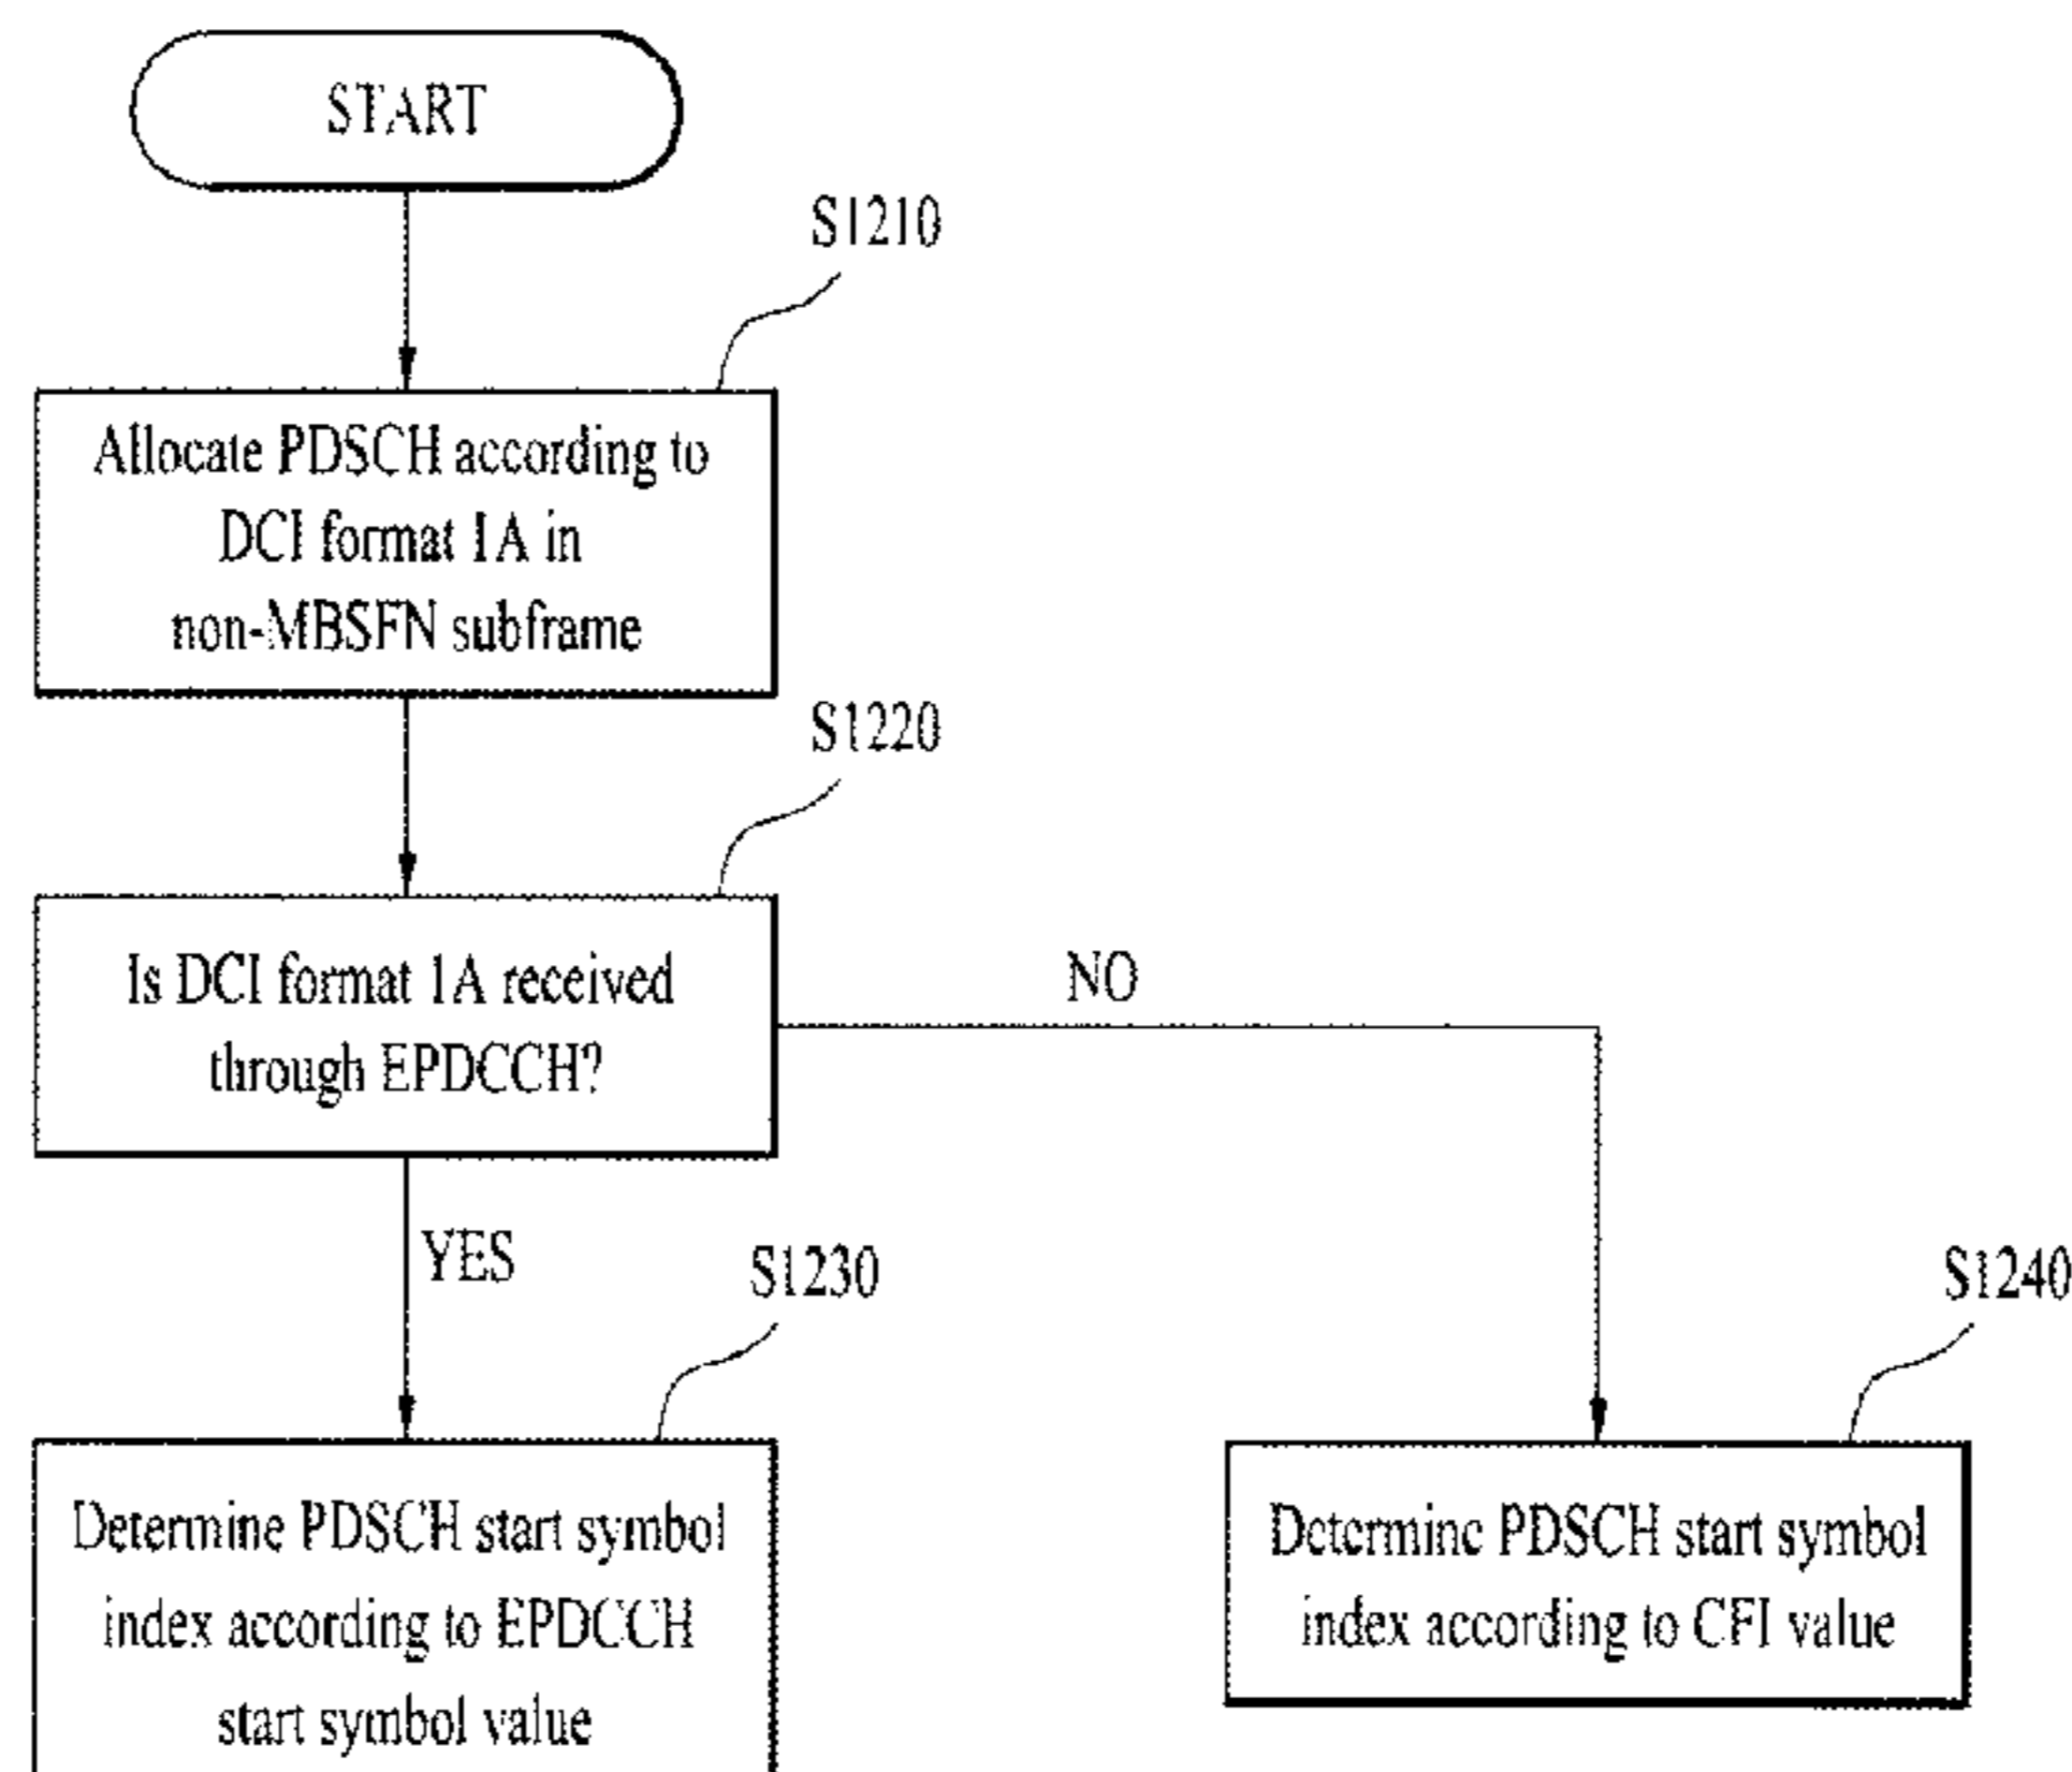 START
S1210
Allocate PDSCH according to
DCI format 1A in
non-MBSFN subframe
S1220
Is DCI format 1A received
through EPDCCH?
NO
YES
S1230
S1240
Determine PDSCH start symbol
index according to EPDCCH
start symbol value
Determine PDSCH start symbol
index according to CFI value